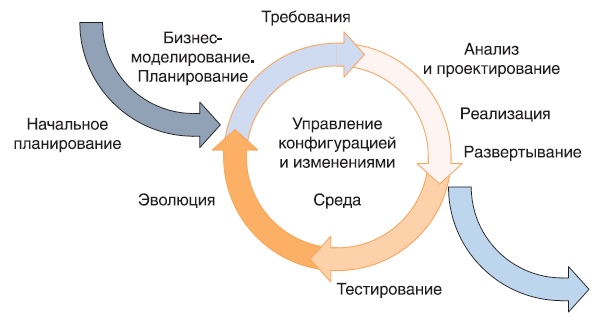 Требования
Бизнес-
моделирование.
Планирование
Анализ
и проектирование
Начальное
планирование
Управление
конфигурацией
и изменениями
Реализация
Развертывание
Эволюция
Среда
Тестирование